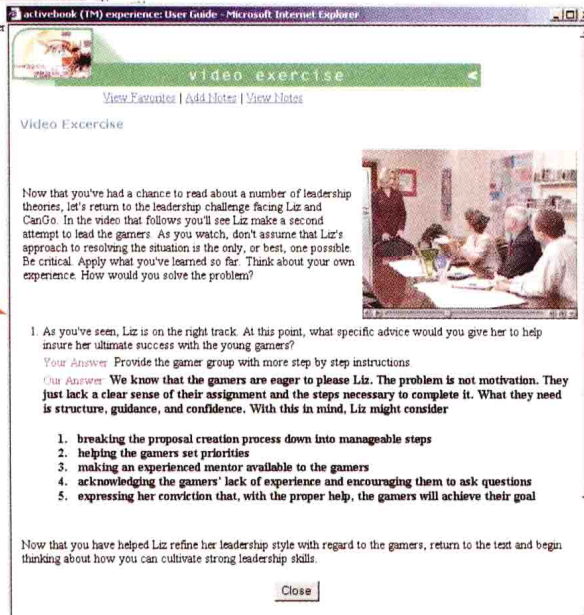 activebook (TM) experience: User Guide - Microsoft Internet Explorer
video exercise
View Favorites | Add Notes | View Notes
Video Excercise
Now that you've had a chance to read about a number of leadership
theories, let's return to the leadership challenge facing Liz and
CanGo. In the video that follows you'll see Liz make a second
attempt to lead the gamers. As you watch, don't assume that Liz's
approach to resolving the situation is the only, or best, one possible.
Be critical. Apply what you've learned so far. Think about your own
experience. How would you solve the problem?
1. As you've seen, Liz is on the right track. At this point, what specific advice would you give her to help
insure her ultimate success with the young gamers?
Your Answer Provide the gamer group with more step by step instructions
Our Answer We know that the gamers are eager to please Liz. The problem is not motivation. They
just lack a clear sense of their assignment and the steps necessary to complete it. What they need
is structure, guidance, and confidence. With this in mind, Liz might consider
1. breaking the proposal creation process down into manageable steps
2. helping the gamers set priorities
3. making an experienced mentor available to the gamers
4. acknowledging the gamers' lack of experience and encouraging them to ask questions
5. expressing her conviction that, with the proper help, the gamers will achieve their goal
Now that you have helped Liz refine her leadership style with regard to the gamers, return to the text and begin
thinking about how you can cultivate strong leadership skills.
Close